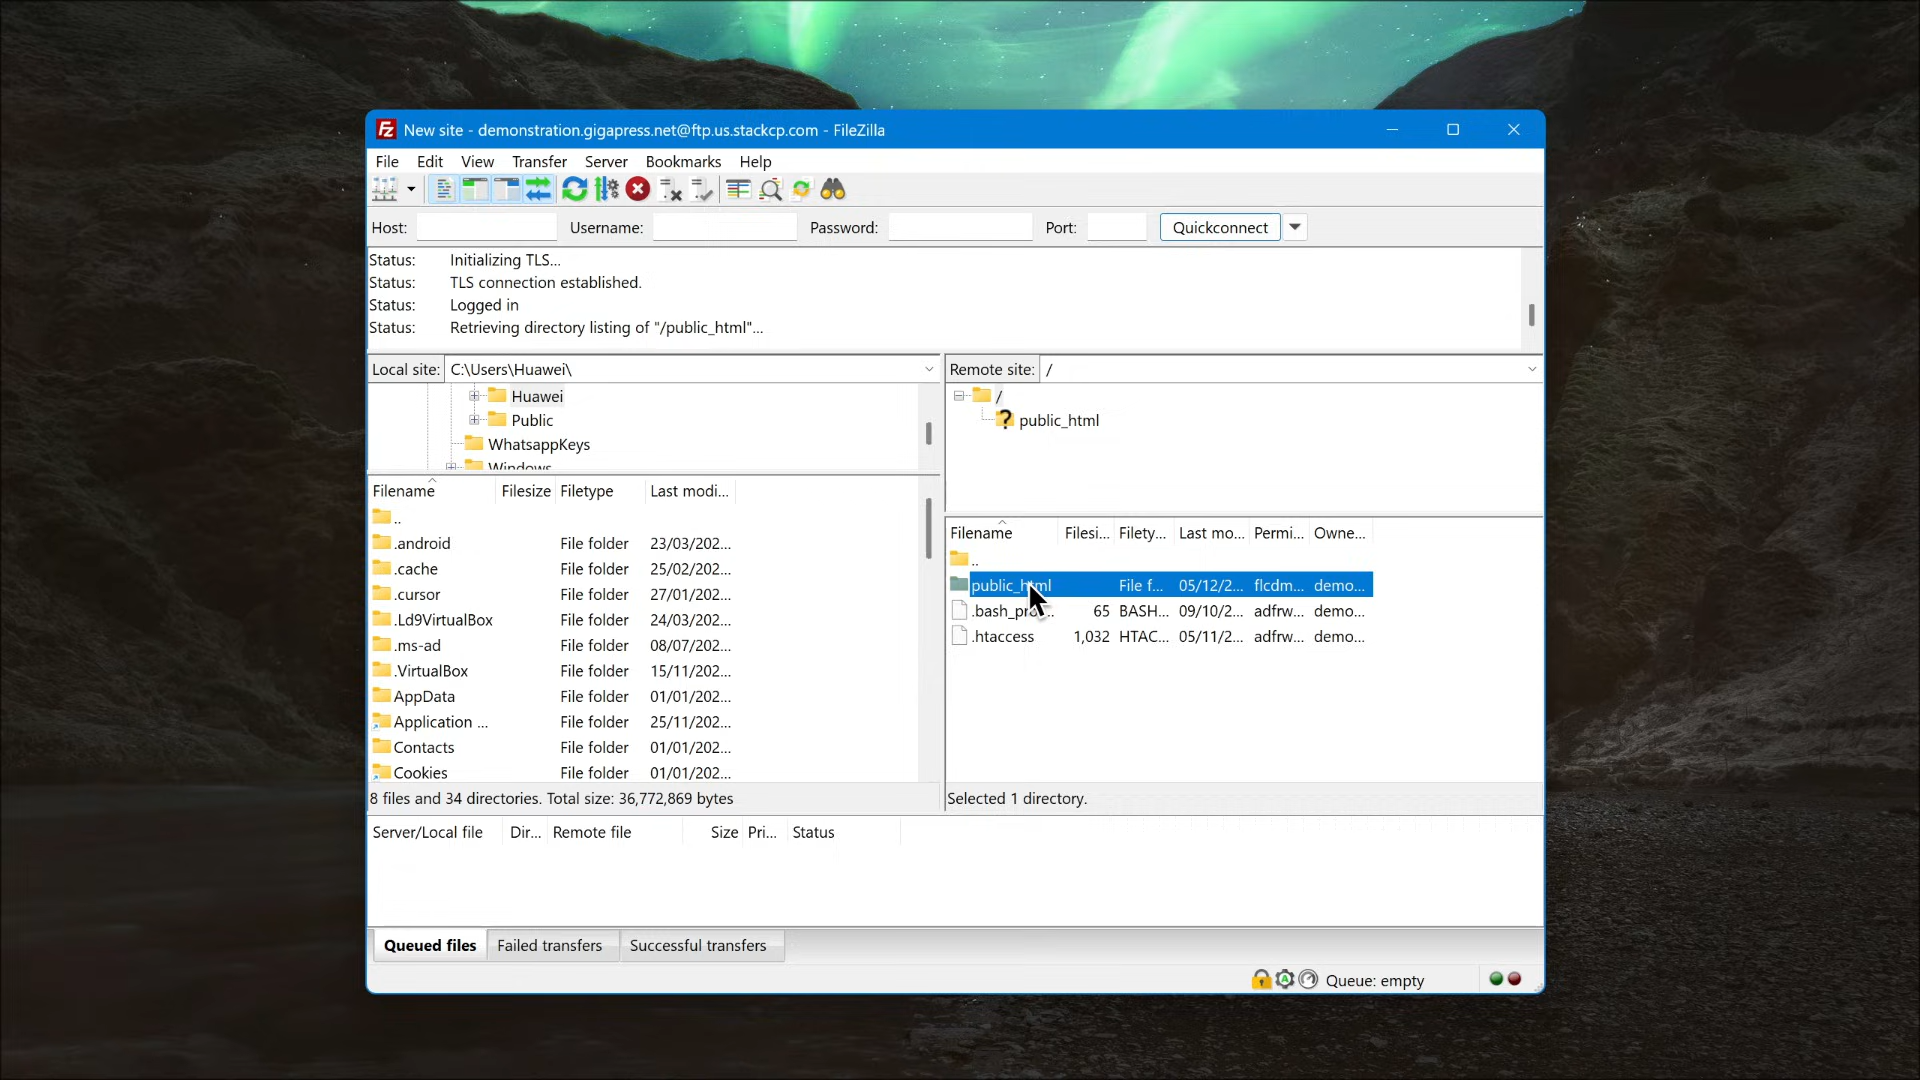 New site - demonstration.gigapress.net@ftp.us.stackcp.com - FileZilla
File Edit View Transfer Server Bookmarks Help
Host: Username: Password: Port: Quickconnect
Status: Initializing TLS...
Status: TLS connection established.
Status: Logged in
Status: Retrieving directory listing of "/public_html"...
Local site: C:\Users\Huawei\
Huawei
Public
WhatsappKeys
Windows
Filename Filesize Filetype Last modi...
..
.android File folder 23/03/202...
.cache File folder 25/02/202...
.cursor File folder 27/01/202...
.Ld9VirtualBox File folder 24/03/202...
.ms-ad File folder 08/07/202...
.VirtualBox File folder 15/11/202...
AppData File folder 01/01/202...
Application ... File folder 25/11/202...
Contacts File folder 01/01/202...
Cookies File folder 01/01/202...
8 files and 34 directories. Total size: 36,772,869 bytes
Remote site: /
/
public_html
Filename Filesi... Filety... Last mo... Permi... Owne...
..
public_html File f... 05/12/2... flcdm... demo...
.bash_pro... 65 BASH... 09/10/2... adfrw... demo...
.htaccess 1,032 HTAC... 05/11/2... adfrw... demo...
Selected 1 directory.
Server/Local file Dir... Remote file Size Pri... Status
Queued files Failed transfers Successful transfers
Queue: empty